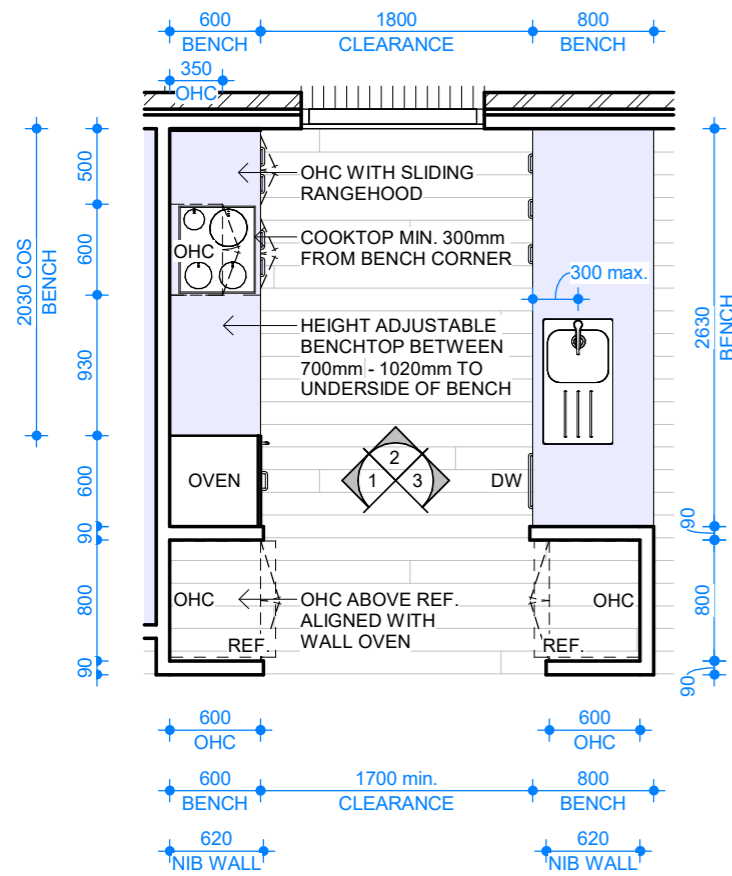 600
BENCH
1800
CLEARANCE
800
BENCH
350
OHC
500
600
930
600
90
800
90
2030 COS
BENCH
OHC WITH SLIDING
RANGEHOOD
OHC
COOKTOP MIN. 300mm
FROM BENCH CORNER
300 max.
HEIGHT ADJUSTABLE
BENCHTOP BETWEEN
700mm - 1020mm TO
UNDERSIDE OF BENCH
2630
BENCH
OVEN
1
2
3
DW
90
800
90
OHC
REF.
OHC ABOVE REF.
ALIGNED WITH
WALL OVEN
OHC
REF.
600
OHC
600
OHC
600
BENCH
1700 min.
CLEARANCE
800
BENCH
620
NIB WALL
620
NIB WALL